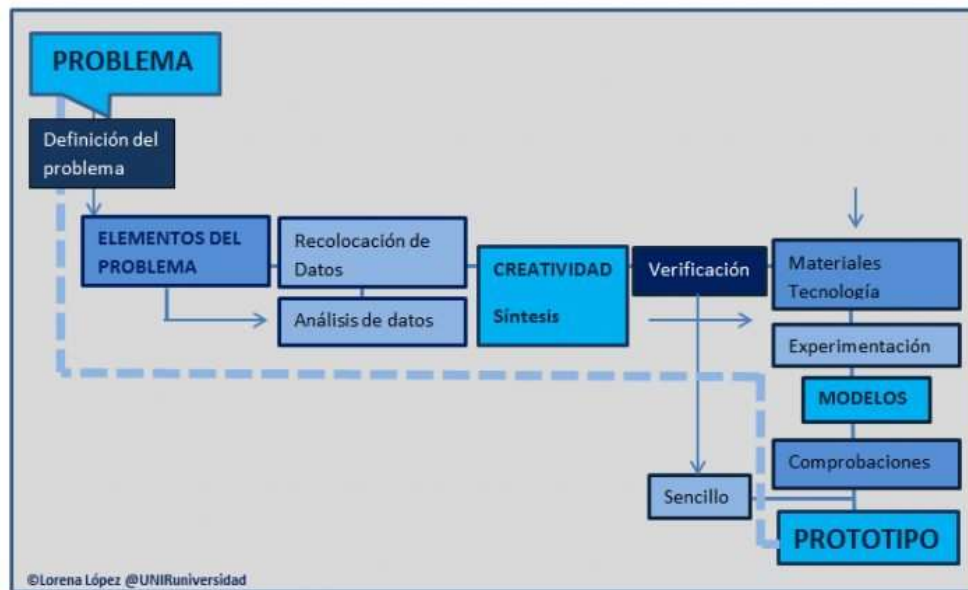 PROBLEMA
Definición del
problema
ELEMENTOS DEL
PROBLEMA
Recolocación de
Datos
Análisis de datos
CREATIVIDAD
Síntesis
Verificación
Materiales
Tecnología
Experimentación
MODELOS
Comprobaciones
Sencillo
PROTOTIPO
©Lorena López @UNIRuniversidad